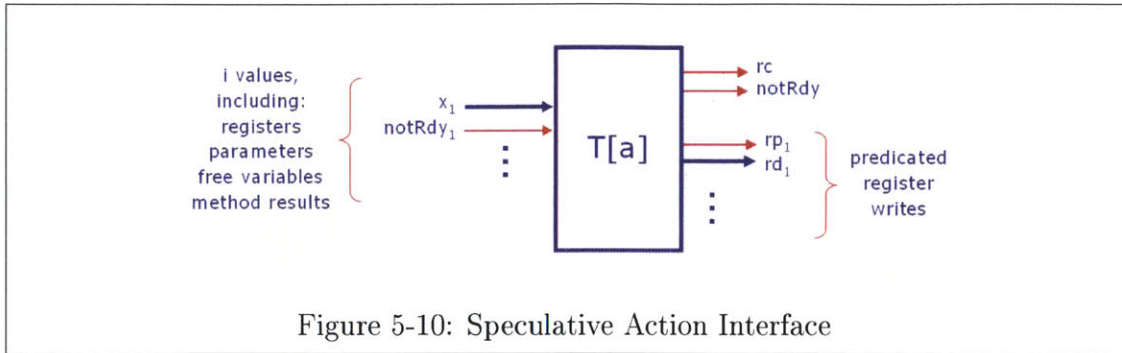 i values,
including:
registers
parameters
free variables
method results
x₁
notRdy₁
T[a]
rc
notRdy
rp₁
rd₁
predicated
register
writes
Figure 5-10: Speculative Action Interface